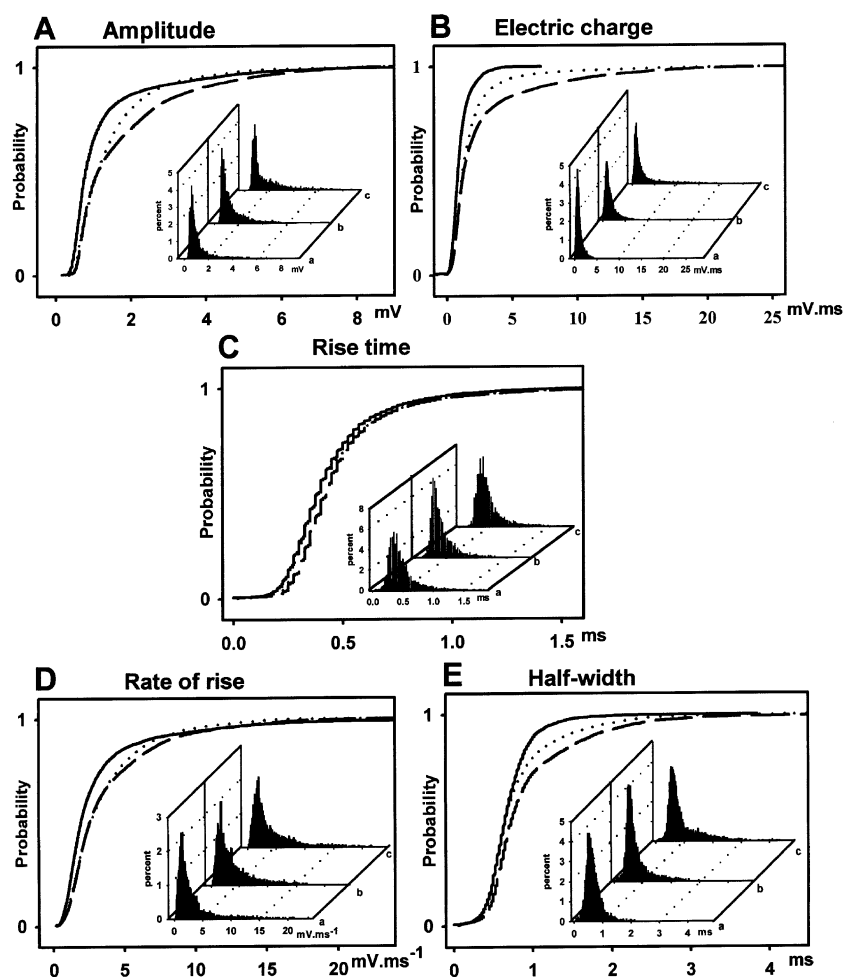 A Amplitude
1
Probability
0
0 2 4 6 8 mV
5
4
3
2
1
0
percent
0 2 4 6 8 mV
a
b
c
B Electric charge
1
Probability
0
0 5 10 15 20 25 mV.ms
5
4
3
2
1
0
percent
0 5 10 15 20 25 mV.ms
a
b
c
C Rise time
1
Probability
0
0.0 0.5 1.0 1.5 ms
8
6
4
2
0
percent
0.0 0.5 1.0 1.5 ms
a
b
c
D Rate of rise
1
Probability
0
0 5 10 15 20 mV.ms-1
3
2
1
0
percent
0 5 10 15 20 mV.ms-1
a
b
c
E Half-width
1
Probability
0
0 1 2 3 4 ms
5
4
3
2
1
0
percent
0 1 2 3 4 ms
a
b
c